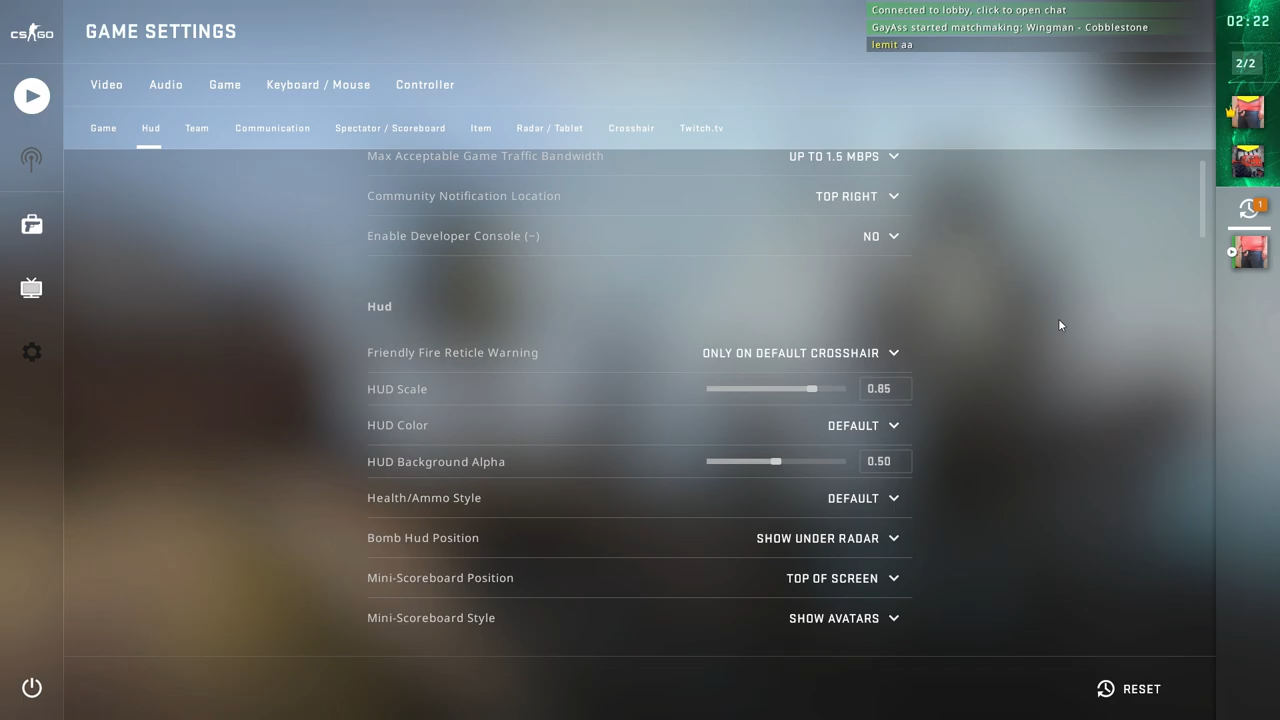 CS GO
GAME SETTINGS
Connected to lobby, click to open chat
GayAss started matchmaking: Wingman - Cobblestone
lemit aa
02:22
2/2
Video Audio Game Keyboard / Mouse Controller
Game Hud Team Communication Spectator / Scoreboard Item Radar / Tablet Crosshair Twitch.tv
Max Acceptable Game Traffic Bandwidth UP TO 1.5 MBPS
Community Notification Location TOP RIGHT
1
Enable Developer Console (~) NO
Hud
Friendly Fire Reticle Warning ONLY ON DEFAULT CROSSHAIR
HUD Scale 0.85
HUD Color DEFAULT
HUD Background Alpha 0.50
Health/Ammo Style DEFAULT
Bomb Hud Position SHOW UNDER RADAR
Mini-Scoreboard Position TOP OF SCREEN
Mini-Scoreboard Style SHOW AVATARS
RESET